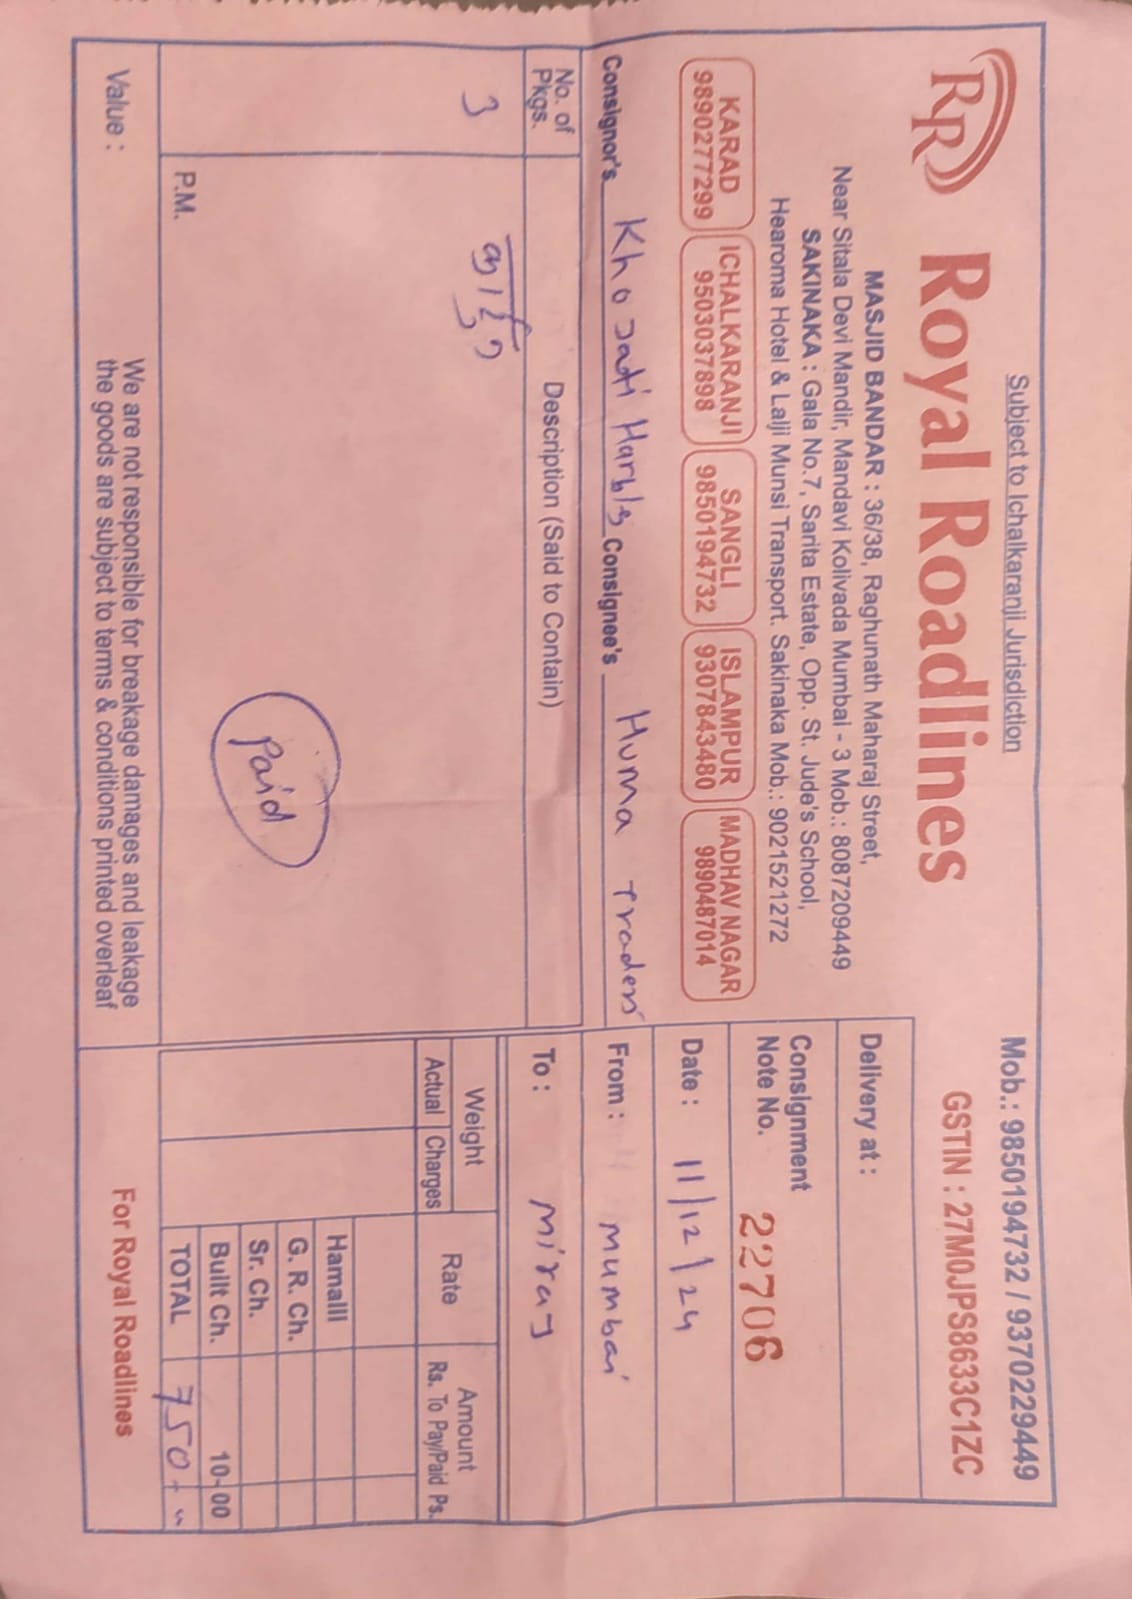 Subject to Ichalkaranji Jurisdiction
Mob.: 9850194732 / 9370229449
RR Royal Roadlines
GSTIN : 27M0JPS8633C1ZC
MASJID BANDAR : 36/38, Raghunath Maharaj Street,
Near Sitala Devi Mandir, Mandavi Kolivada Mumbai - 3 Mob.: 8087209449
SAKINAKA : Gala No.7, Sarita Estate, Opp. St. Jude's School,
Hearoma Hotel & Lalji Munsi Transport. Sakinaka Mob.: 9021521272
KARAD
9890277299
ICHALKARANJI
9503037898
SANGLI
9850194732
ISLAMPUR
9307843480
MADHAV NAGAR
9890487014
Delivery at :
Consignment
Note No. 22706
Date : 11/12/24
Consignor's Khojati Harbls Consignee's Huma Traders
From : mumbai
To : miraj
No. of
Pkgs.
Description (Said to Contain)
3
Weight
Actual Charges
Rate
Amount
Rs. To Pay/Paid Ps.
Hamalil
G. R. Ch.
Sr. Ch.
Built Ch. 10-00
TOTAL 750-"
Paid
P.M.
Value :
We are not responsible for breakage damages and leakage
the goods are subject to terms & conditions printed overleaf
For Royal Roadlines